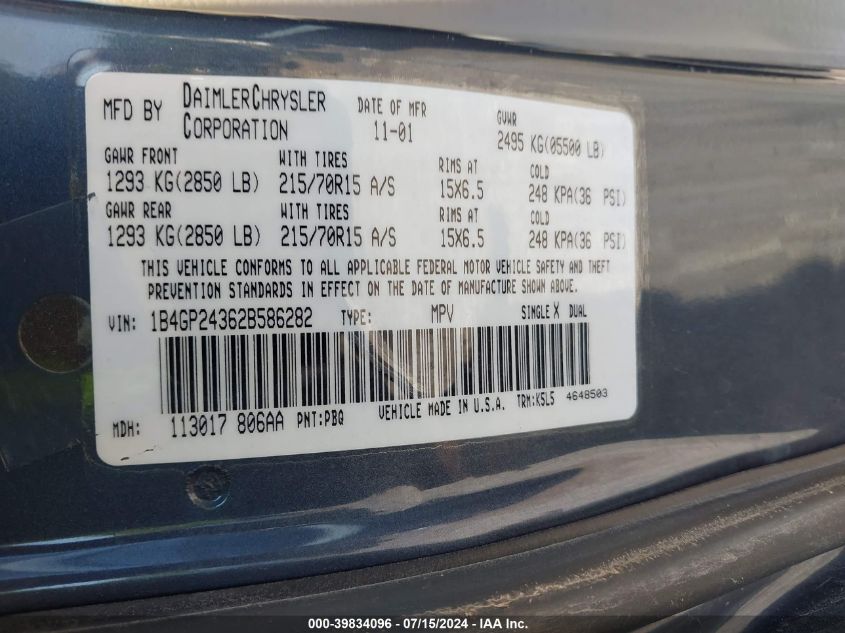 MFD BY DAIMLERCHRYSLER CORPORATION DATE OF MFR 11-01 GVWR 2495 KG(05500 LB)
GAWR FRONT WITH TIRES RIMS AT COLD
1293 KG(2850 LB) 215/70R15 A/S 15X6.5 248 KPA(36 PSI)
GAWR REAR WITH TIRES RIMS AT COLD
1293 KG(2850 LB) 215/70R15 A/S 15X6.5 248 KPA(36 PSI)
THIS VEHICLE CONFORMS TO ALL APPLICABLE FEDERAL MOTOR VEHICLE SAFETY AND THEFT
PREVENTION STANDARDS IN EFFECT ON THE DATE OF MANUFACTURE SHOWN ABOVE.
VIN: 1B4GP24362B586282 TYPE: MPV SINGLE X DUAL
MDH: 113017 806AA PNT:PBQ VEHICLE MADE IN U.S.A. TRM:K5L5 4648503
000-39834096 - 07/15/2024 - IAAI.com